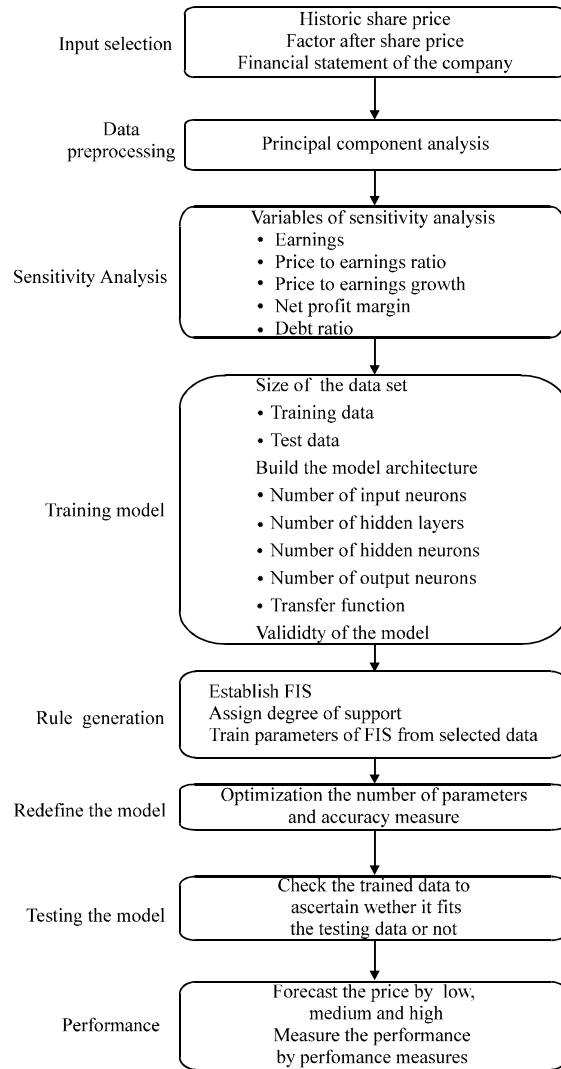 Input selection
Historic share price
Factor after share price
Financial statement of the company
Data
preprocessing
Principal component analysis
Sensitivity Analysis
Variables of sensitivity analysis
• Earnings
• Price to earnings ratio
• Price to earnings growth
• Net profit margin
• Debt ratio
Training model
Size of the data set
• Training data
• Test data
Build the model architecture
• Number of input neurons
• Number of hidden layers
• Number of hidden neurons
• Number of output neurons
• Transfer function
Valididty of the model
Rule generation
Establish FIS
Assign degree of support
Train parameters of FIS from selected data
Redefine the model
Optimization the number of parameters
and accuracy measure
Testing the model
Check the trained data to
ascertain wether it fits
the testing data or not
Performance
Forecast the price by low,
medium and high
Measure the performance
by perfomance measures